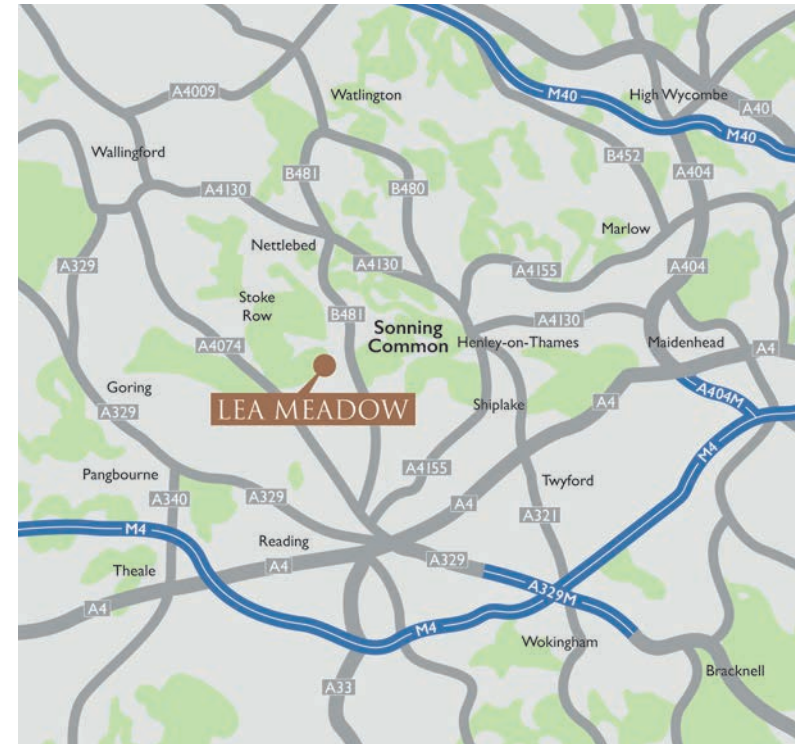 A4009
Watlington
M40
High Wycombe
A40
M40
Wallingford
B481
B480
B452
A404
A4130
Nettlebed
Marlow
A329
A4130
A4155
A404
Stoke
Row
B481
Sonning
Common
A4130
Henley-on-Thames
Maidenhead
A4
A4074
Goring
LEA MEADOW
A329
Shiplake
A4
A404M
Pangbourne
A4155
M4
Twyford
A340
A329
A4
A321
M4
Reading
A329
Theale
A4
A329M
A4
M4
Wokingham
Bracknell
A33